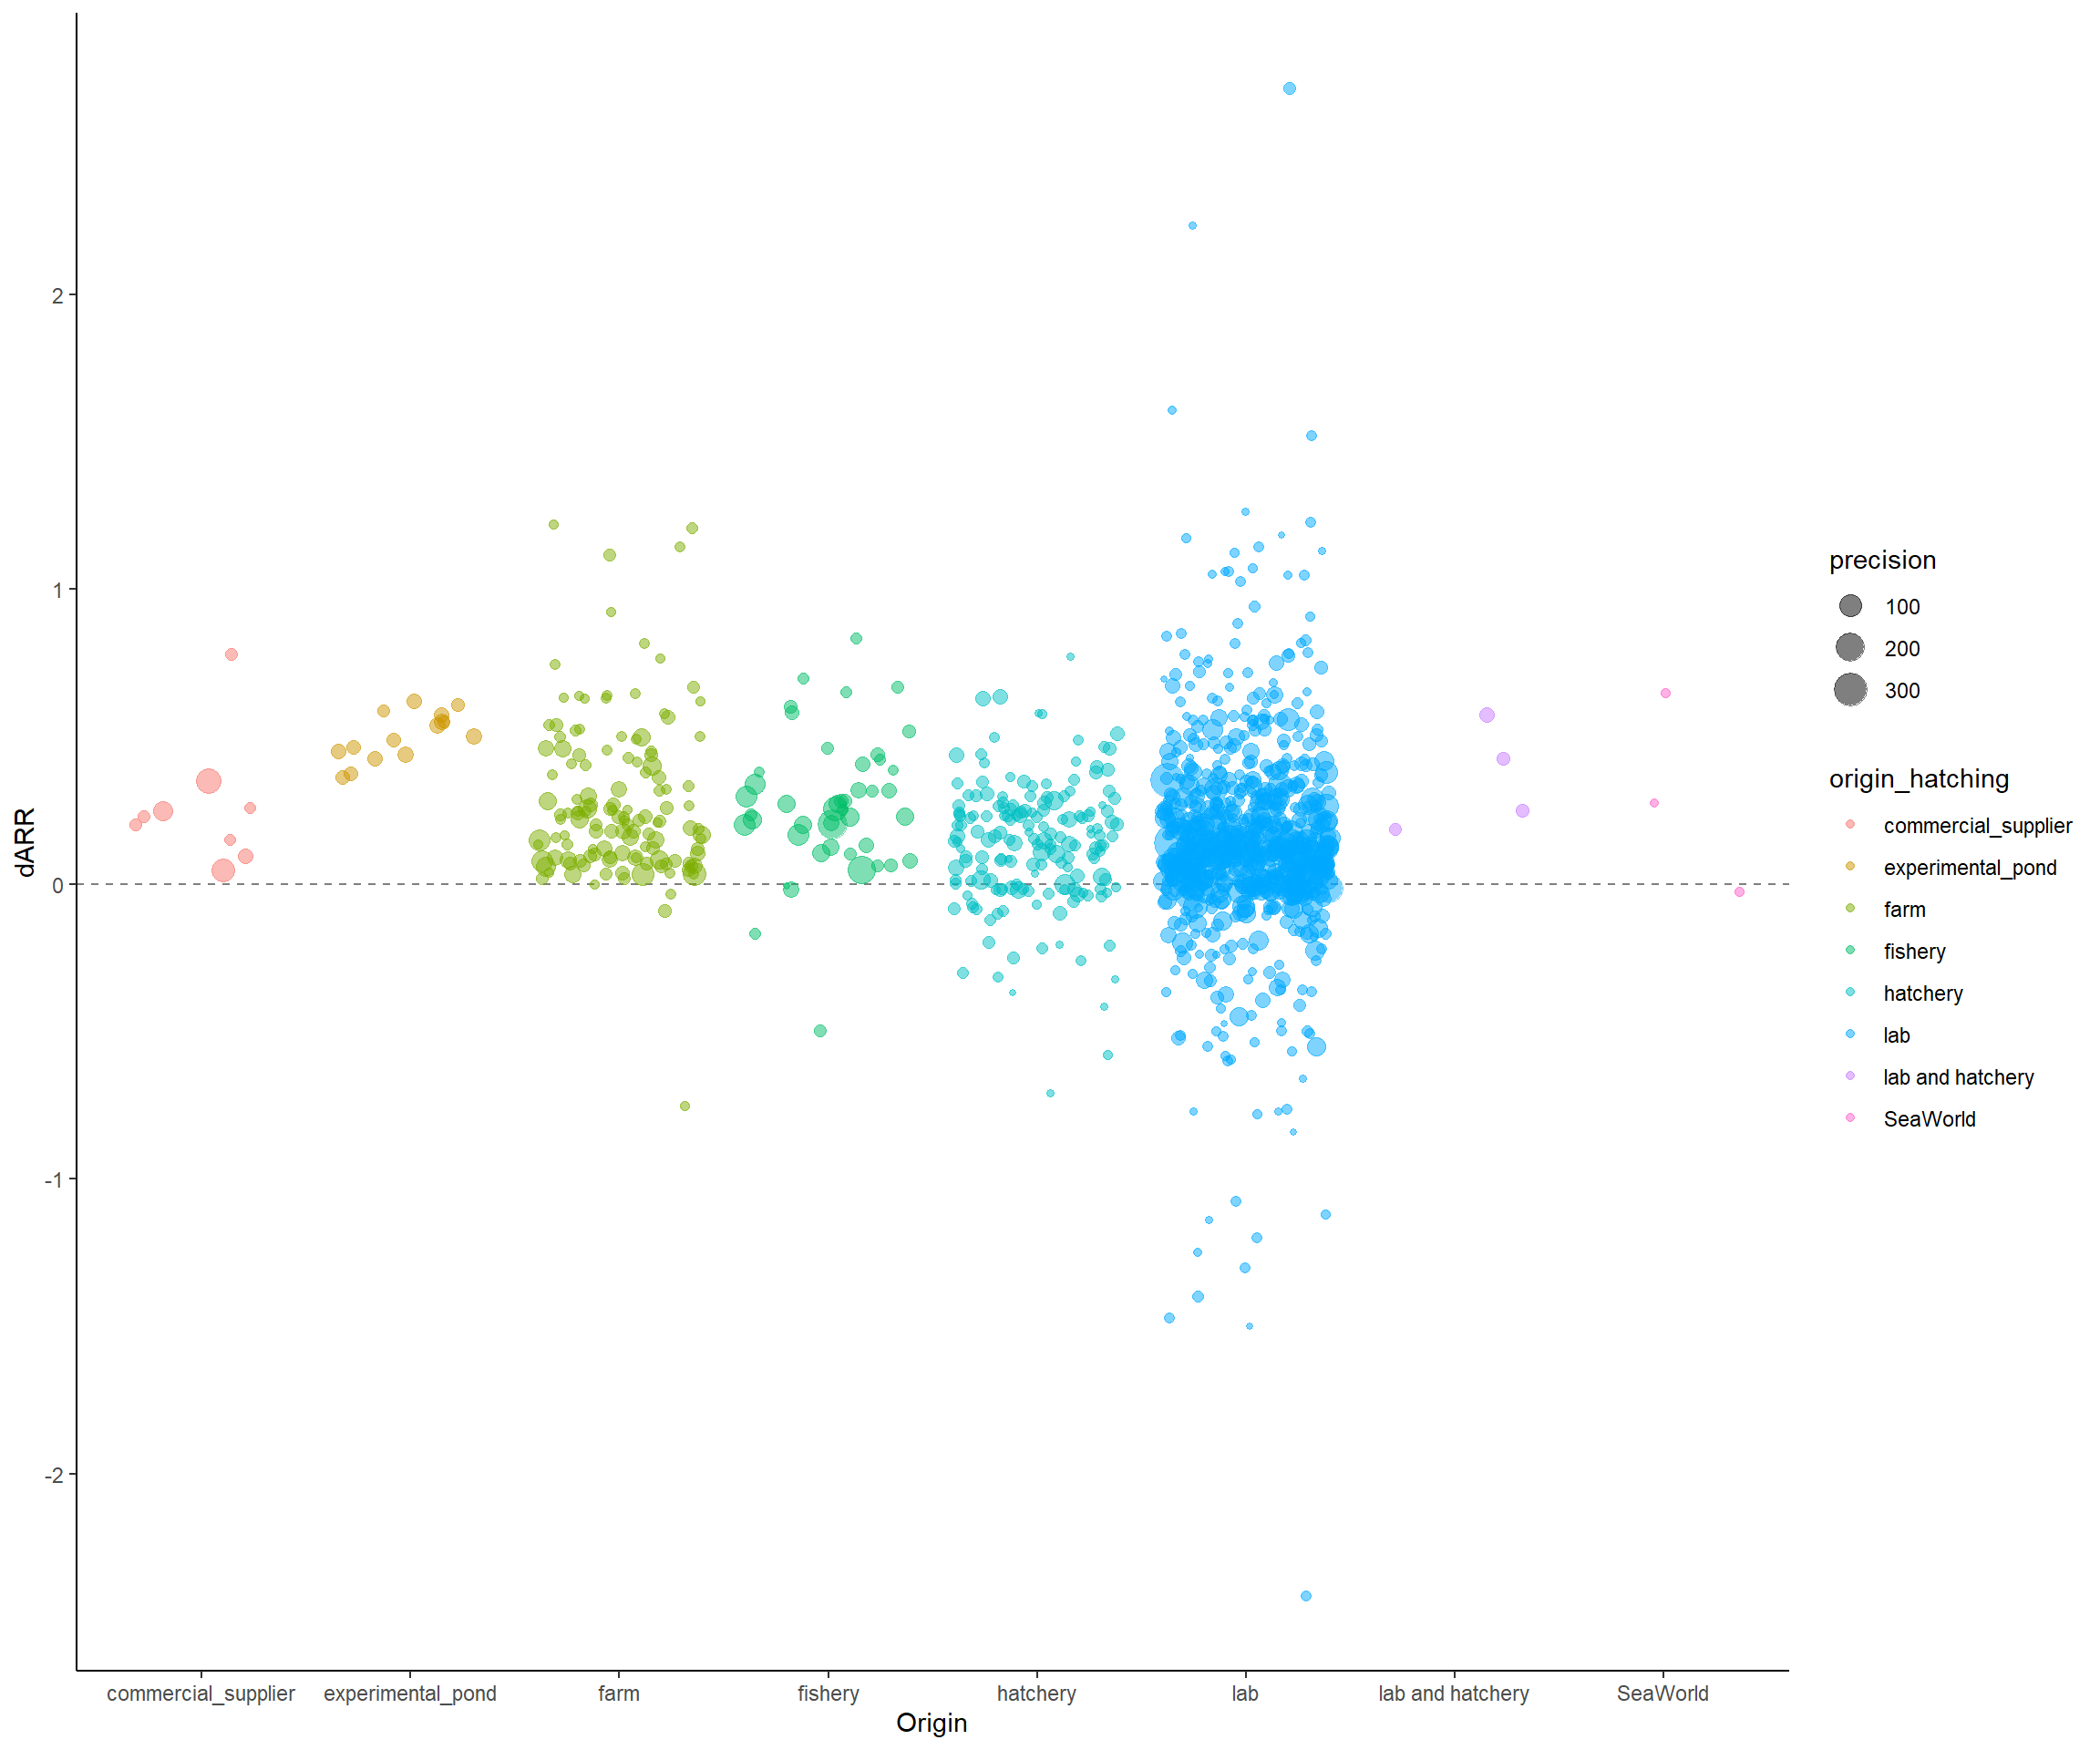 dARR
2
1
0
-1
-2
commercial_supplier
experimental_pond
farm
fishery
hatchery
lab
lab and hatchery
SeaWorld
Origin
precision
100
200
300
origin_hatching
commercial_supplier
experimental_pond
farm
fishery
hatchery
lab
lab and hatchery
SeaWorld